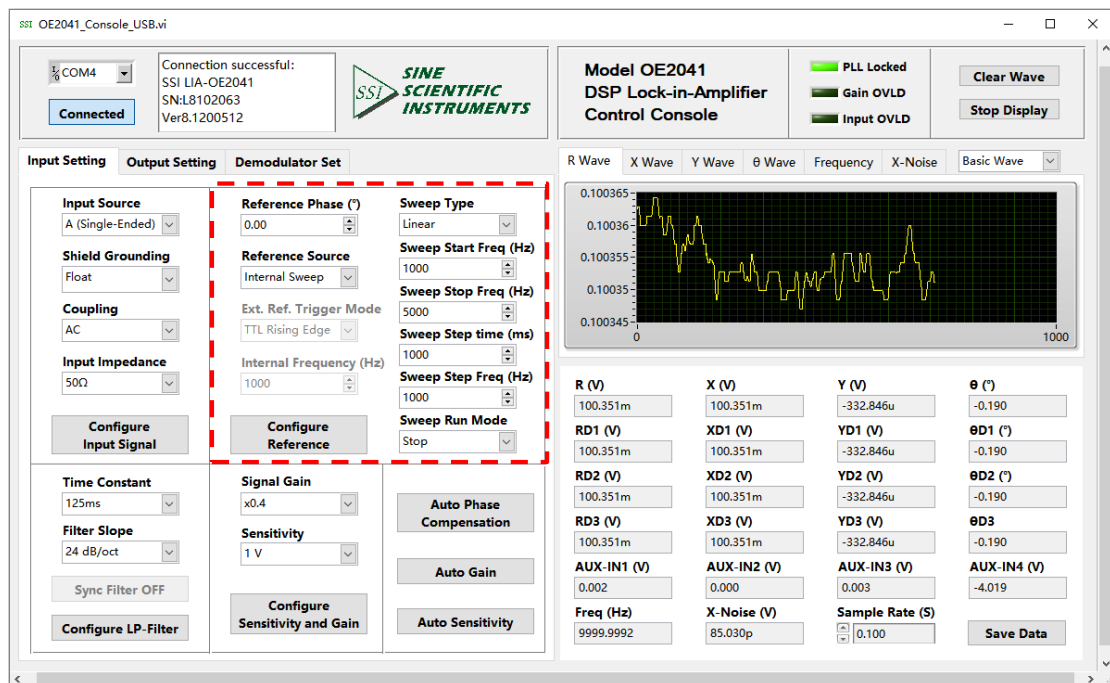 SSI OE2041_Console_USB.vi
COM4
Connected
Connection successful:
SSI LIA-OE2041
SN:L8102063
Ver8.1200512
SSI
SINE
SCIENTIFIC
INSTRUMENTS
Model OE2041
DSP Lock-in-Amplifier
Control Console
PLL Locked
Gain OVLD
Input OVLD
Clear Wave
Stop Display
Input Setting
Output Setting
Demodulator Set
Input Source
A (Single-Ended)
Shield Grounding
Float
Coupling
AC
Input Impedance
50Ω
Configure
Input Signal
Reference Phase (°)
0.00
Reference Source
Internal Sweep
Ext. Ref. Trigger Mode
TTL Rising Edge
Internal Frequency (Hz)
1000
Configure
Reference
Sweep Type
Linear
Sweep Start Freq (Hz)
1000
Sweep Stop Freq (Hz)
5000
Sweep Step time (ms)
1000
Sweep Step Freq (Hz)
1000
Sweep Run Mode
Stop
Time Constant
125ms
Filter Slope
24 dB/oct
Sync Filter OFF
Configure LP-Filter
Signal Gain
x0.4
Sensitivity
1 V
Configure
Sensitivity and Gain
Auto Phase
Compensation
Auto Gain
Auto Sensitivity
R Wave
X Wave
Y Wave
θ Wave
Frequency
X-Noise
Basic Wave
0.100365
0.10036
0.100355
0.10035
0.100345
0
1000
R (V) X (V) Y (V) θ (°)
100.351m 100.351m -332.846u -0.190
RD1 (V) XD1 (V) YD1 (V) θD1 (°)
100.351m 100.351m -332.846u -0.190
RD2 (V) XD2 (V) YD2 (V) θD2 (°)
100.351m 100.351m -332.846u -0.190
RD3 (V) XD3 (V) YD3 (V) θD3
100.351m 100.351m -332.846u -0.190
AUX-IN1 (V) AUX-IN2 (V) AUX-IN3 (V) AUX-IN4 (V)
0.002 0.000 0.003 -4.019
Freq (Hz) X-Noise (V) Sample Rate (S)
9999.9992 85.030p 0.100 Save Data